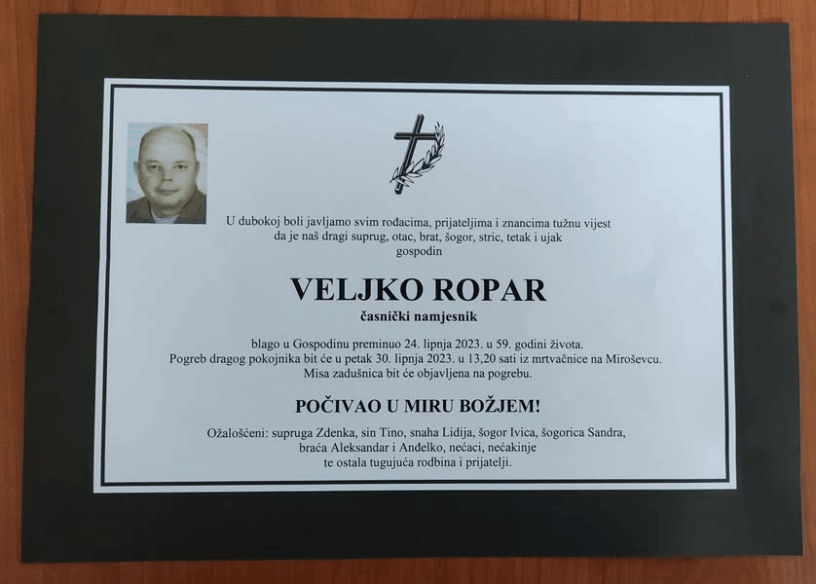 U dubokoj boli javljamo svim rođacima, prijateljima i znancima tužnu vijest
da je naš dragi suprug, otac, brat, šogor, stric, tetak i ujak
gospodin
VELJKO ROPAR
časnički namjesnik
blago u Gospodinu preminuo 24. lipnja 2023. u 59. godini života.
Pogreb dragog pokojnika bit će u petak 30. lipnja 2023. u 13,20 sati iz mrtvačnice na Miroševcu.
Misa zadušnica bit će objavljena na pogrebu.
POČIVAO U MIRU BOŽJEM!
Ožalošćeni: supruga Zdenka, sin Tino, snaha Lidija, šogor Ivica, šogorica Sandra,
braća Aleksandar i Anđelko, nećaci, nećakinje
te ostala tugujuća rodbina i prijatelji.